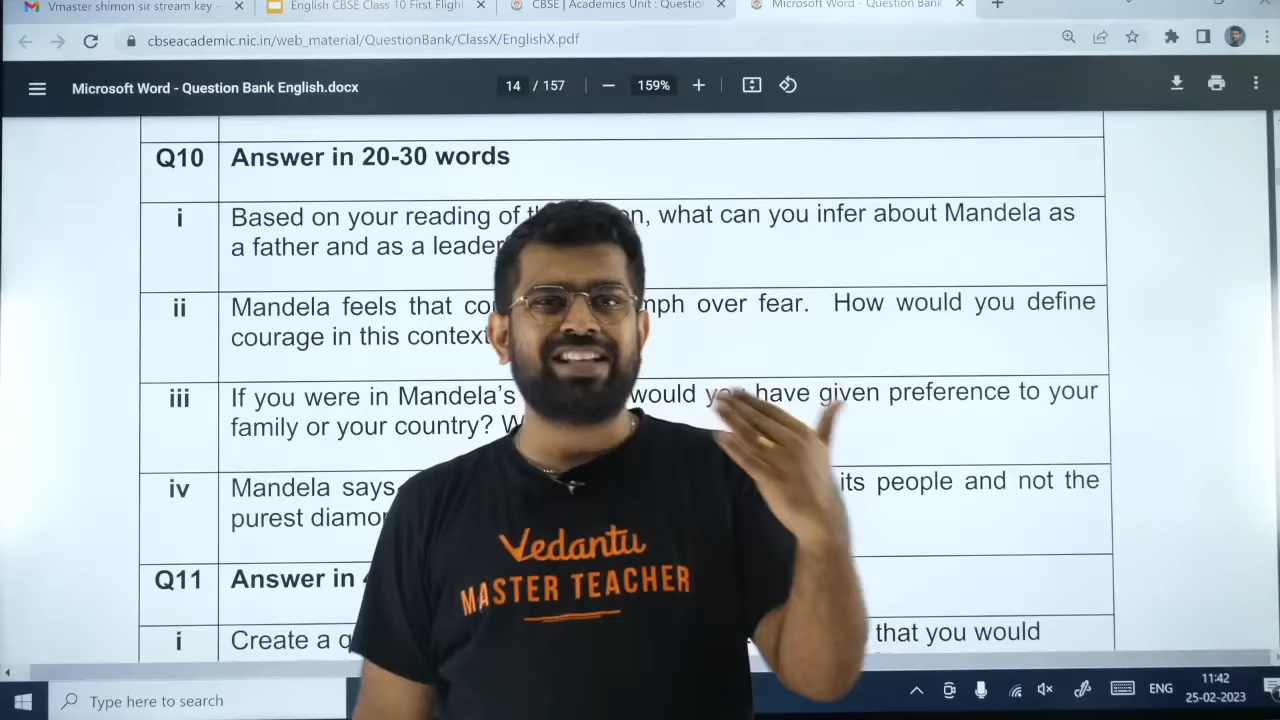 Vmaster shimon sir stream key -
English CBSE Class 10 First Flight
CBSE | Academics Unit : Question
Microsoft Word - Question Bank
cbseacademic.nic.in/web_material/QuestionBank/ClassX/EnglishX.pdf
Microsoft Word - Question Bank English.docx
14 / 157
159%
Q10 Answer in 20-30 words
i Based on your reading of, what can you infer about Mandela as
a father and as a leader
ii Mandela feels that over fear. How would you define
courage in this context
iii If you were in Mandela's would you have given preference to your
family or your country?
iv Mandela says its people and not the
purest
Q11 Answer in
i Create a that you would
Vedantu
MASTER TEACHER
Type here to search
ENG
11:42
25-02-2023